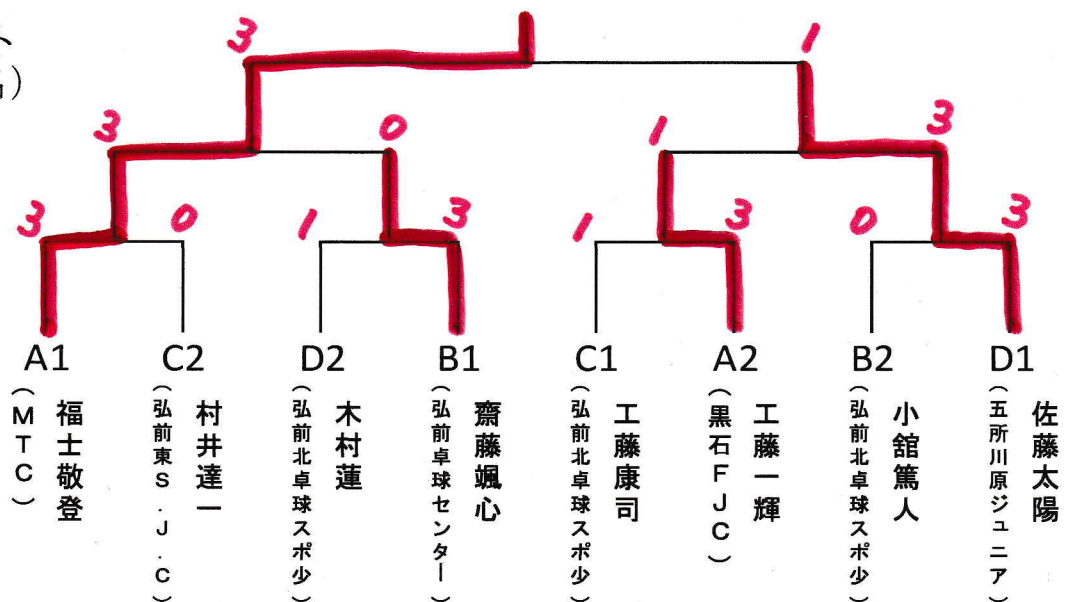 3
1
3
0
1
3
3
0
1
3
1
3
0
3
A1
C2
D2
B1
C1
A2
B2
D1
福士敬登
(MTC)
村井達一
(弘前東S.J.C)
木村蓮
(弘前北卓球スポ少)
齋藤颯心
(弘前卓球センター)
工藤康司
(弘前北卓球スポ少)
工藤一輝
(黒石FJC)
小舘篤人
(弘前北卓球スポ少)
佐藤太陽
(五所川原ジュニア)